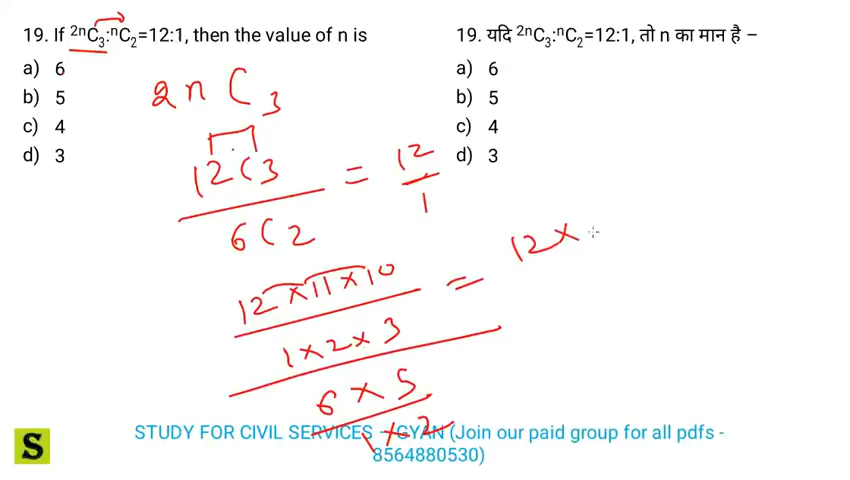 19. If ²ⁿC₃:ⁿC₂=12:1, then the value of n is
a) 6
b) 5
c) 4
d) 3
19. यदि ²ⁿC₃:ⁿC₂=12:1, तो n का मान है –
a) 6
b) 5
c) 4
d) 3
2n C₃
12C3
6C2
=
12
1
12×11×10
1×2×3
=
12×
6×5
1×2
S
STUDY FOR CIVIL SERVICES – GYAN (Join our paid group for all pdfs -
8564880530)